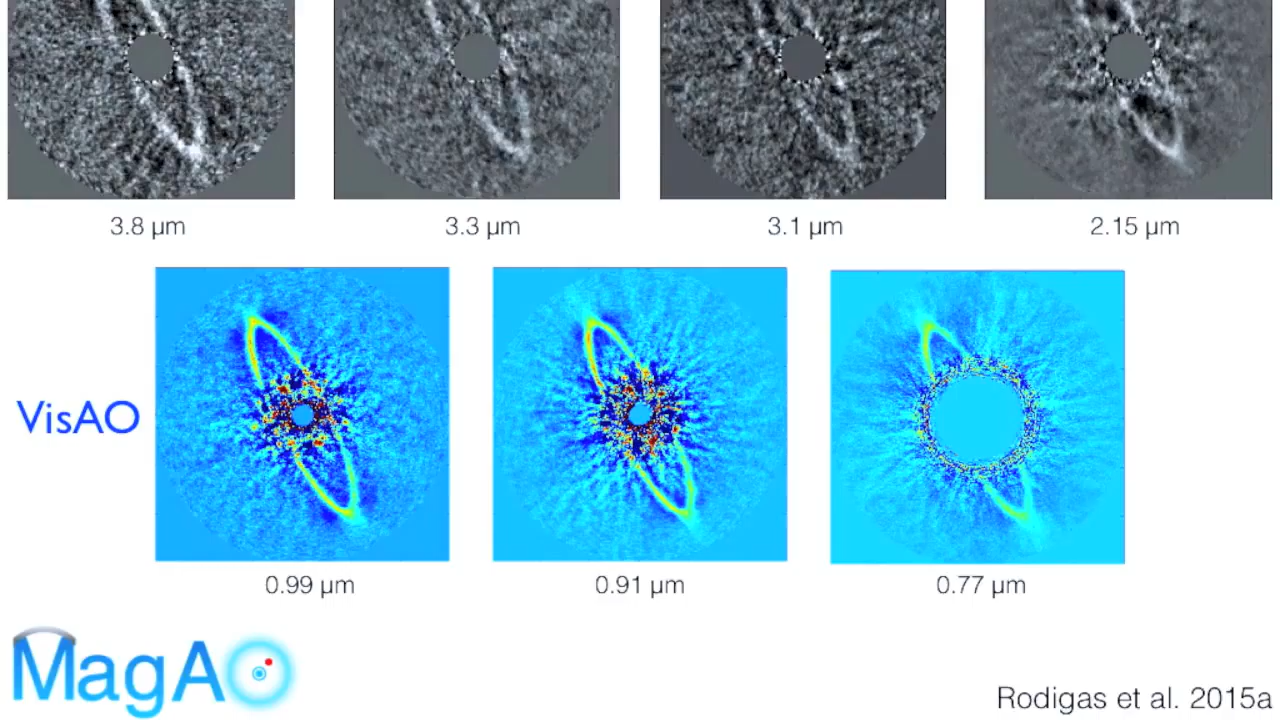 3.8 µm
3.3 µm
3.1 µm
2.15 µm
VisAO
0.99 µm
0.91 µm
0.77 µm
MagAO
Rodigas et al. 2015a